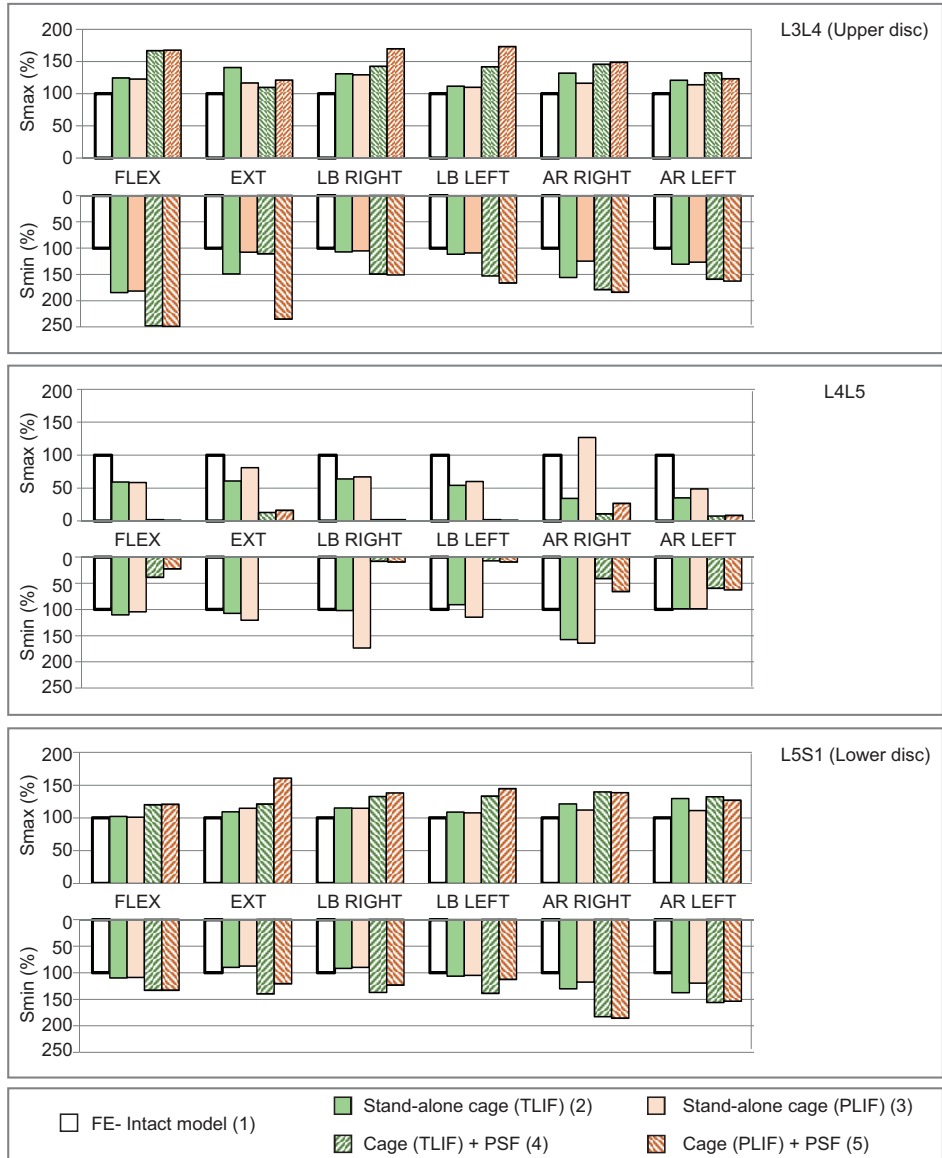 L3L4 (Upper disc)
Smax (%)
200
150
100
50
0
FLEX EXT LB RIGHT LB LEFT AR RIGHT AR LEFT
Smin (%)
0
50
100
150
200
250
L4L5
Smax (%)
200
150
100
50
0
FLEX EXT LB RIGHT LB LEFT AR RIGHT AR LEFT
Smin (%)
0
50
100
150
200
250
L5S1 (Lower disc)
Smax (%)
200
150
100
50
0
FLEX EXT LB RIGHT LB LEFT AR RIGHT AR LEFT
Smin (%)
0
50
100
150
200
250
FE- Intact model (1)
Stand-alone cage (TLIF) (2)
Stand-alone cage (PLIF) (3)
Cage (TLIF) + PSF (4)
Cage (PLIF) + PSF (5)